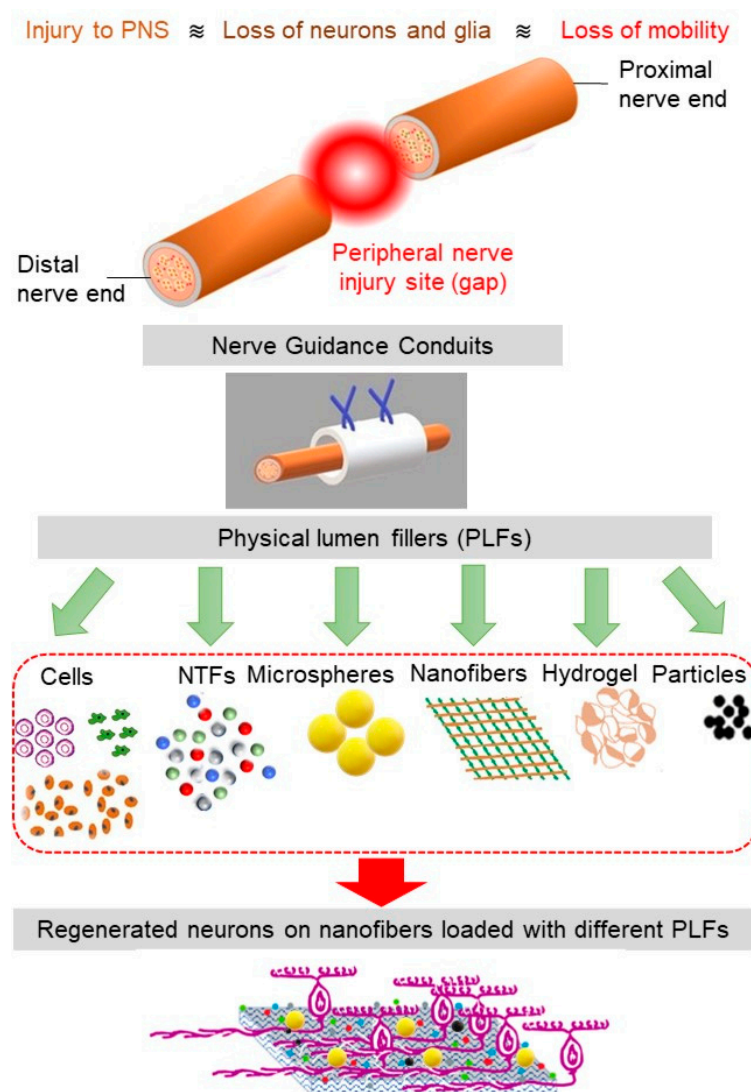 Injury to PNS ≋ Loss of neurons and glia ≋ Loss of mobility
Proximal
nerve end
Distal
nerve end
Peripheral nerve
injury site (gap)
Nerve Guidance Conduits
Physical lumen fillers (PLFs)
Cells NTFs Microspheres Nanofibers Hydrogel Particles
Regenerated neurons on nanofibers loaded with different PLFs